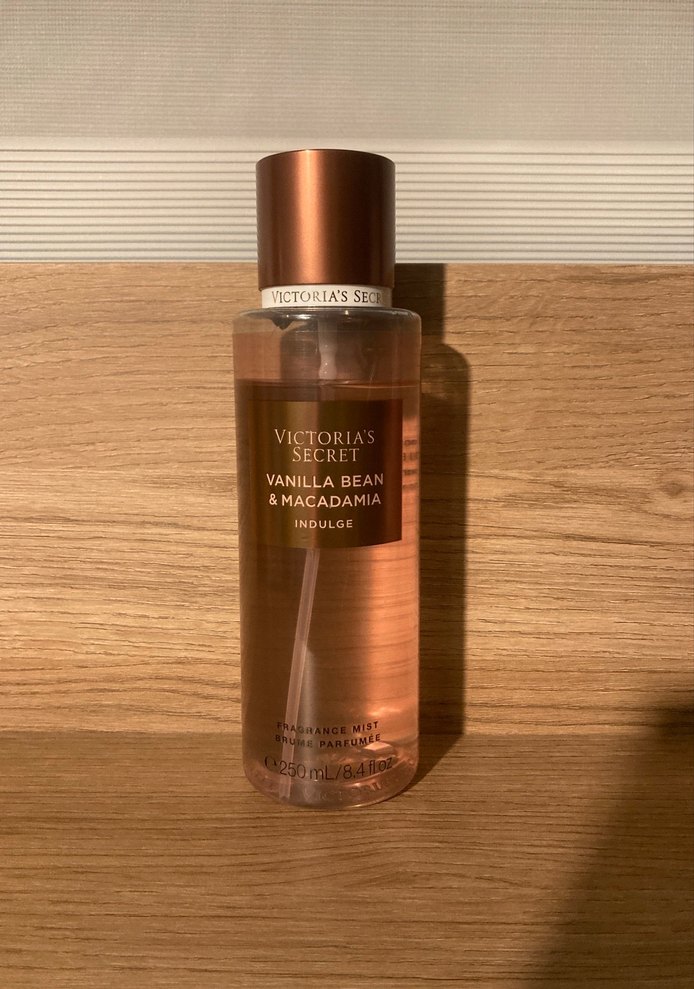 VICTORIA'S SECR
VICTORIA'S
SECRET
VANILLA BEAN
& MACADAMIA
INDULGE
FRAGRANCE MIST
BRUME PARFUMÉE
℮ 250 mL/8.4 fl oz